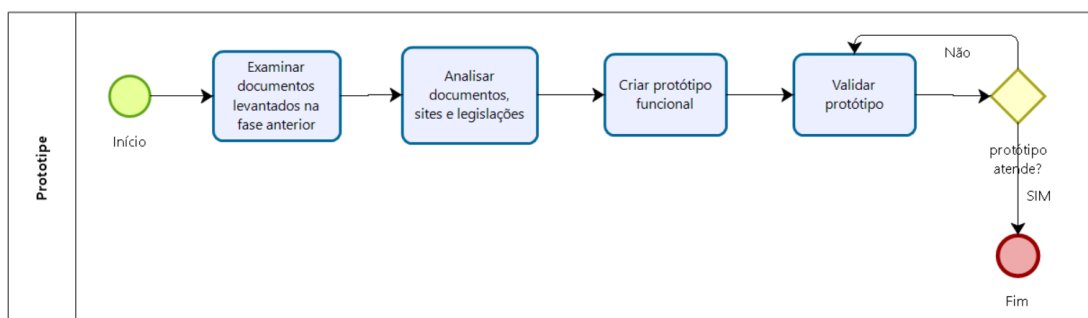 Prototipe
Início
Examinar
documentos
levantados na
fase anterior
Analisar
documentos,
sites e legislações
Criar protótipo
funcional
Validar
protótipo
Não
protótipo
atende?
SIM
Fim